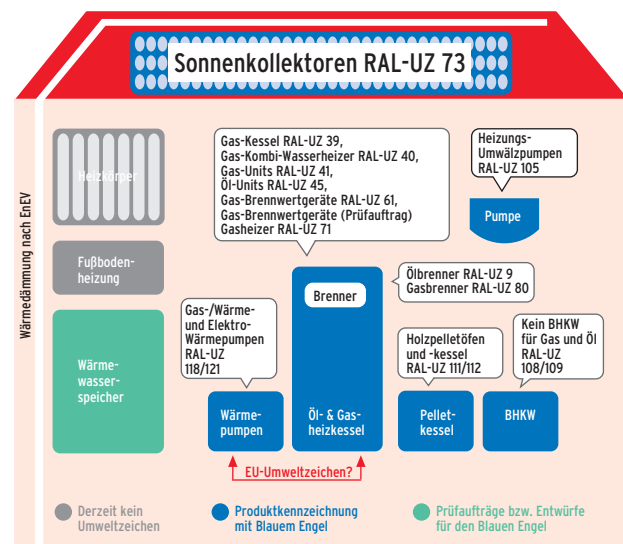 Sonnenkollektoren RAL-UZ 73
Wärmedämmung nach EnEV
Heizkörper
Gas-Kessel RAL-UZ 39,
Gas-Kombi-Wasserheizer RAL-UZ 40,
Gas-Units RAL-UZ 41,
Öl-Units RAL-UZ 45,
Gas-Brennwertgeräte RAL-UZ 61,
Gas-Brennwertgeräte (Prüfauftrag)
Gasheizer RAL-UZ 71
Heizungs-
Umwälzpumpen
RAL-UZ 105
Pumpe
Fußboden-
heizung
Brenner
Ölbrenner RAL-UZ 9
Gasbrenner RAL-UZ 80
Gas-/Wärme-
und Elektro-
Wärmepumpen
RAL-UZ
118/121
Holzpelletöfen
und -kessel
RAL-UZ 111/112
Kein BHKW
für Gas und Öl
RAL-UZ
108/109
Wärme-
wasser-
speicher
Wärme-
pumpen
Öl- & Gas-
heizkessel
Pellet-
kessel
BHKW
EU-Umweltzeichen?
Derzeit kein
Umweltzeichen
Produktkennzeichnung
mit Blauem Engel
Prüfaufträge bzw. Entwürfe
für den Blauen Engel